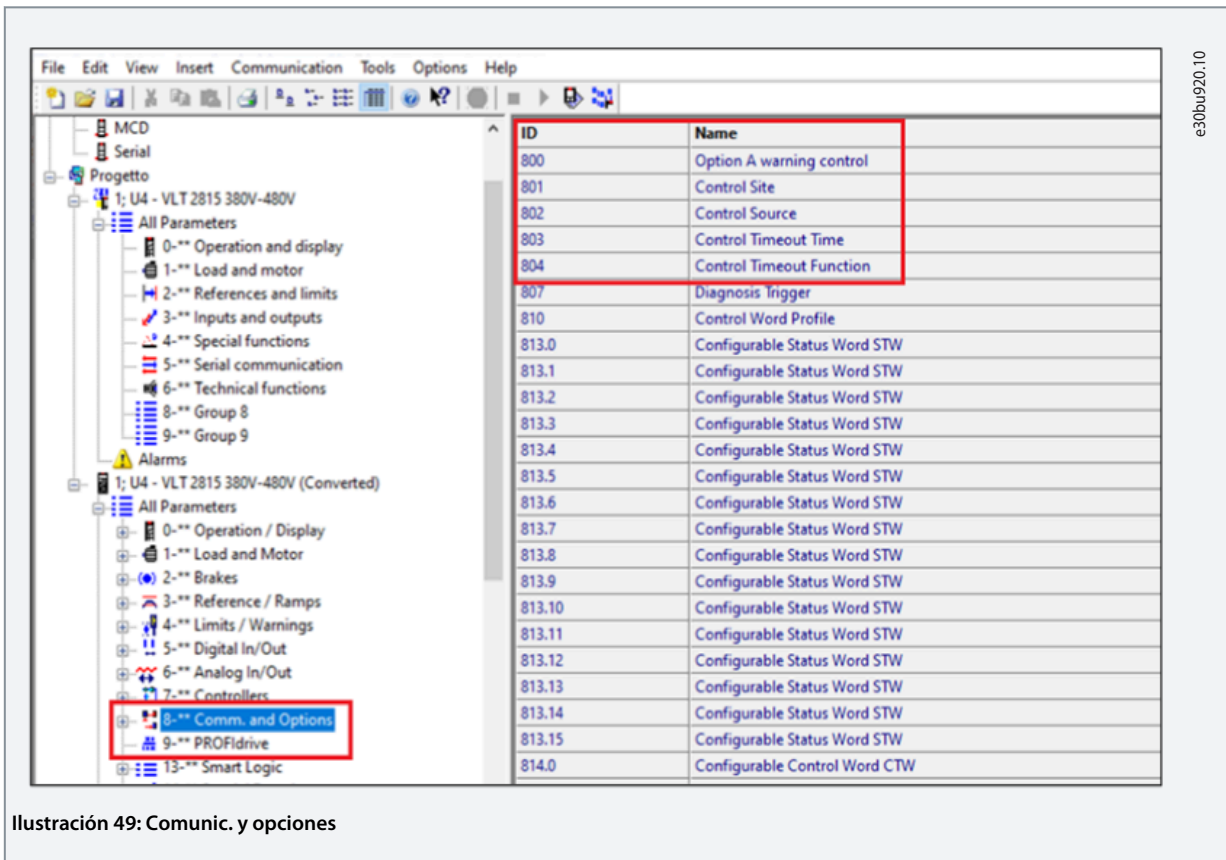 File Edit View Insert Communication Tools Options Help
MCD
Serial
Progetto
1; U4 - VLT 2815 380V-480V
All Parameters
0-** Operation and display
1-** Load and motor
2-** References and limits
3-** Inputs and outputs
4-** Special functions
5-** Serial communication
6-** Technical functions
8-** Group 8
9-** Group 9
Alarms
1; U4 - VLT 2815 380V-480V (Converted)
All Parameters
0-** Operation / Display
1-** Load and Motor
2-** Brakes
3-** Reference / Ramps
4-** Limits / Warnings
5-** Digital In/Out
6-** Analog In/Out
7-** Controllers
8-** Comm. and Options
9-** PROFIdrive
13-** Smart Logic
ID Name
800 Option A warning control
801 Control Site
802 Control Source
803 Control Timeout Time
804 Control Timeout Function
807 Diagnosis Trigger
810 Control Word Profile
813.0 Configurable Status Word STW
813.1 Configurable Status Word STW
813.2 Configurable Status Word STW
813.3 Configurable Status Word STW
813.4 Configurable Status Word STW
813.5 Configurable Status Word STW
813.6 Configurable Status Word STW
813.7 Configurable Status Word STW
813.8 Configurable Status Word STW
813.9 Configurable Status Word STW
813.10 Configurable Status Word STW
813.11 Configurable Status Word STW
813.12 Configurable Status Word STW
813.13 Configurable Status Word STW
813.14 Configurable Status Word STW
813.15 Configurable Status Word STW
814.0 Configurable Control Word CTW
e30bu920.10
Ilustración 49: Comunic. y opciones